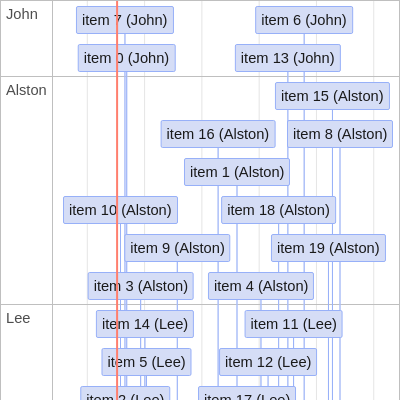 John
item 7 (John)
item 6 (John)
item 0 (John)
item 13 (John)
Alston
item 15 (Alston)
item 16 (Alston)
item 8 (Alston)
item 1 (Alston)
item 10 (Alston)
item 18 (Alston)
item 9 (Alston)
item 19 (Alston)
item 3 (Alston)
item 4 (Alston)
Lee
item 14 (Lee)
item 11 (Lee)
item 5 (Lee)
item 12 (Lee)
item 2 (Lee)
item 17 (Lee)